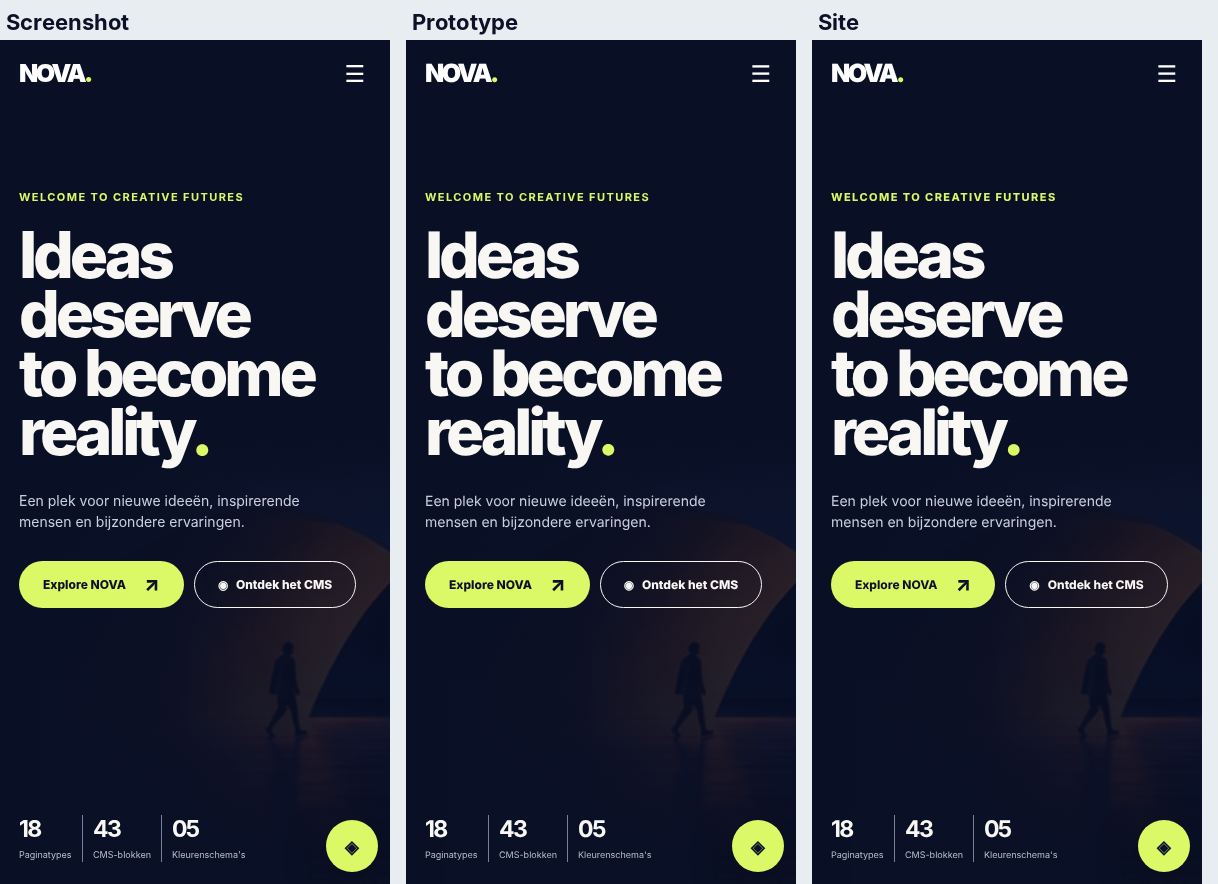 Screenshot
NOVA.
WELCOME TO CREATIVE FUTURES
Ideas
deserve
to become
reality.
Een plek voor nieuwe ideeën, inspirerende
mensen en bijzondere ervaringen.
Explore NOVA
Ontdek het CMS
18
Paginatypes
43
CMS-blokken
05
Kleurenschema's
Prototype
NOVA.
WELCOME TO CREATIVE FUTURES
Ideas
deserve
to become
reality.
Een plek voor nieuwe ideeën, inspirerende
mensen en bijzondere ervaringen.
Explore NOVA
Ontdek het CMS
18
Paginatypes
43
CMS-blokken
05
Kleurenschema's
Site
NOVA.
WELCOME TO CREATIVE FUTURES
Ideas
deserve
to become
reality.
Een plek voor nieuwe ideeën, inspirerende
mensen en bijzondere ervaringen.
Explore NOVA
Ontdek het CMS
18
Paginatypes
43
CMS-blokken
05
Kleurenschema's